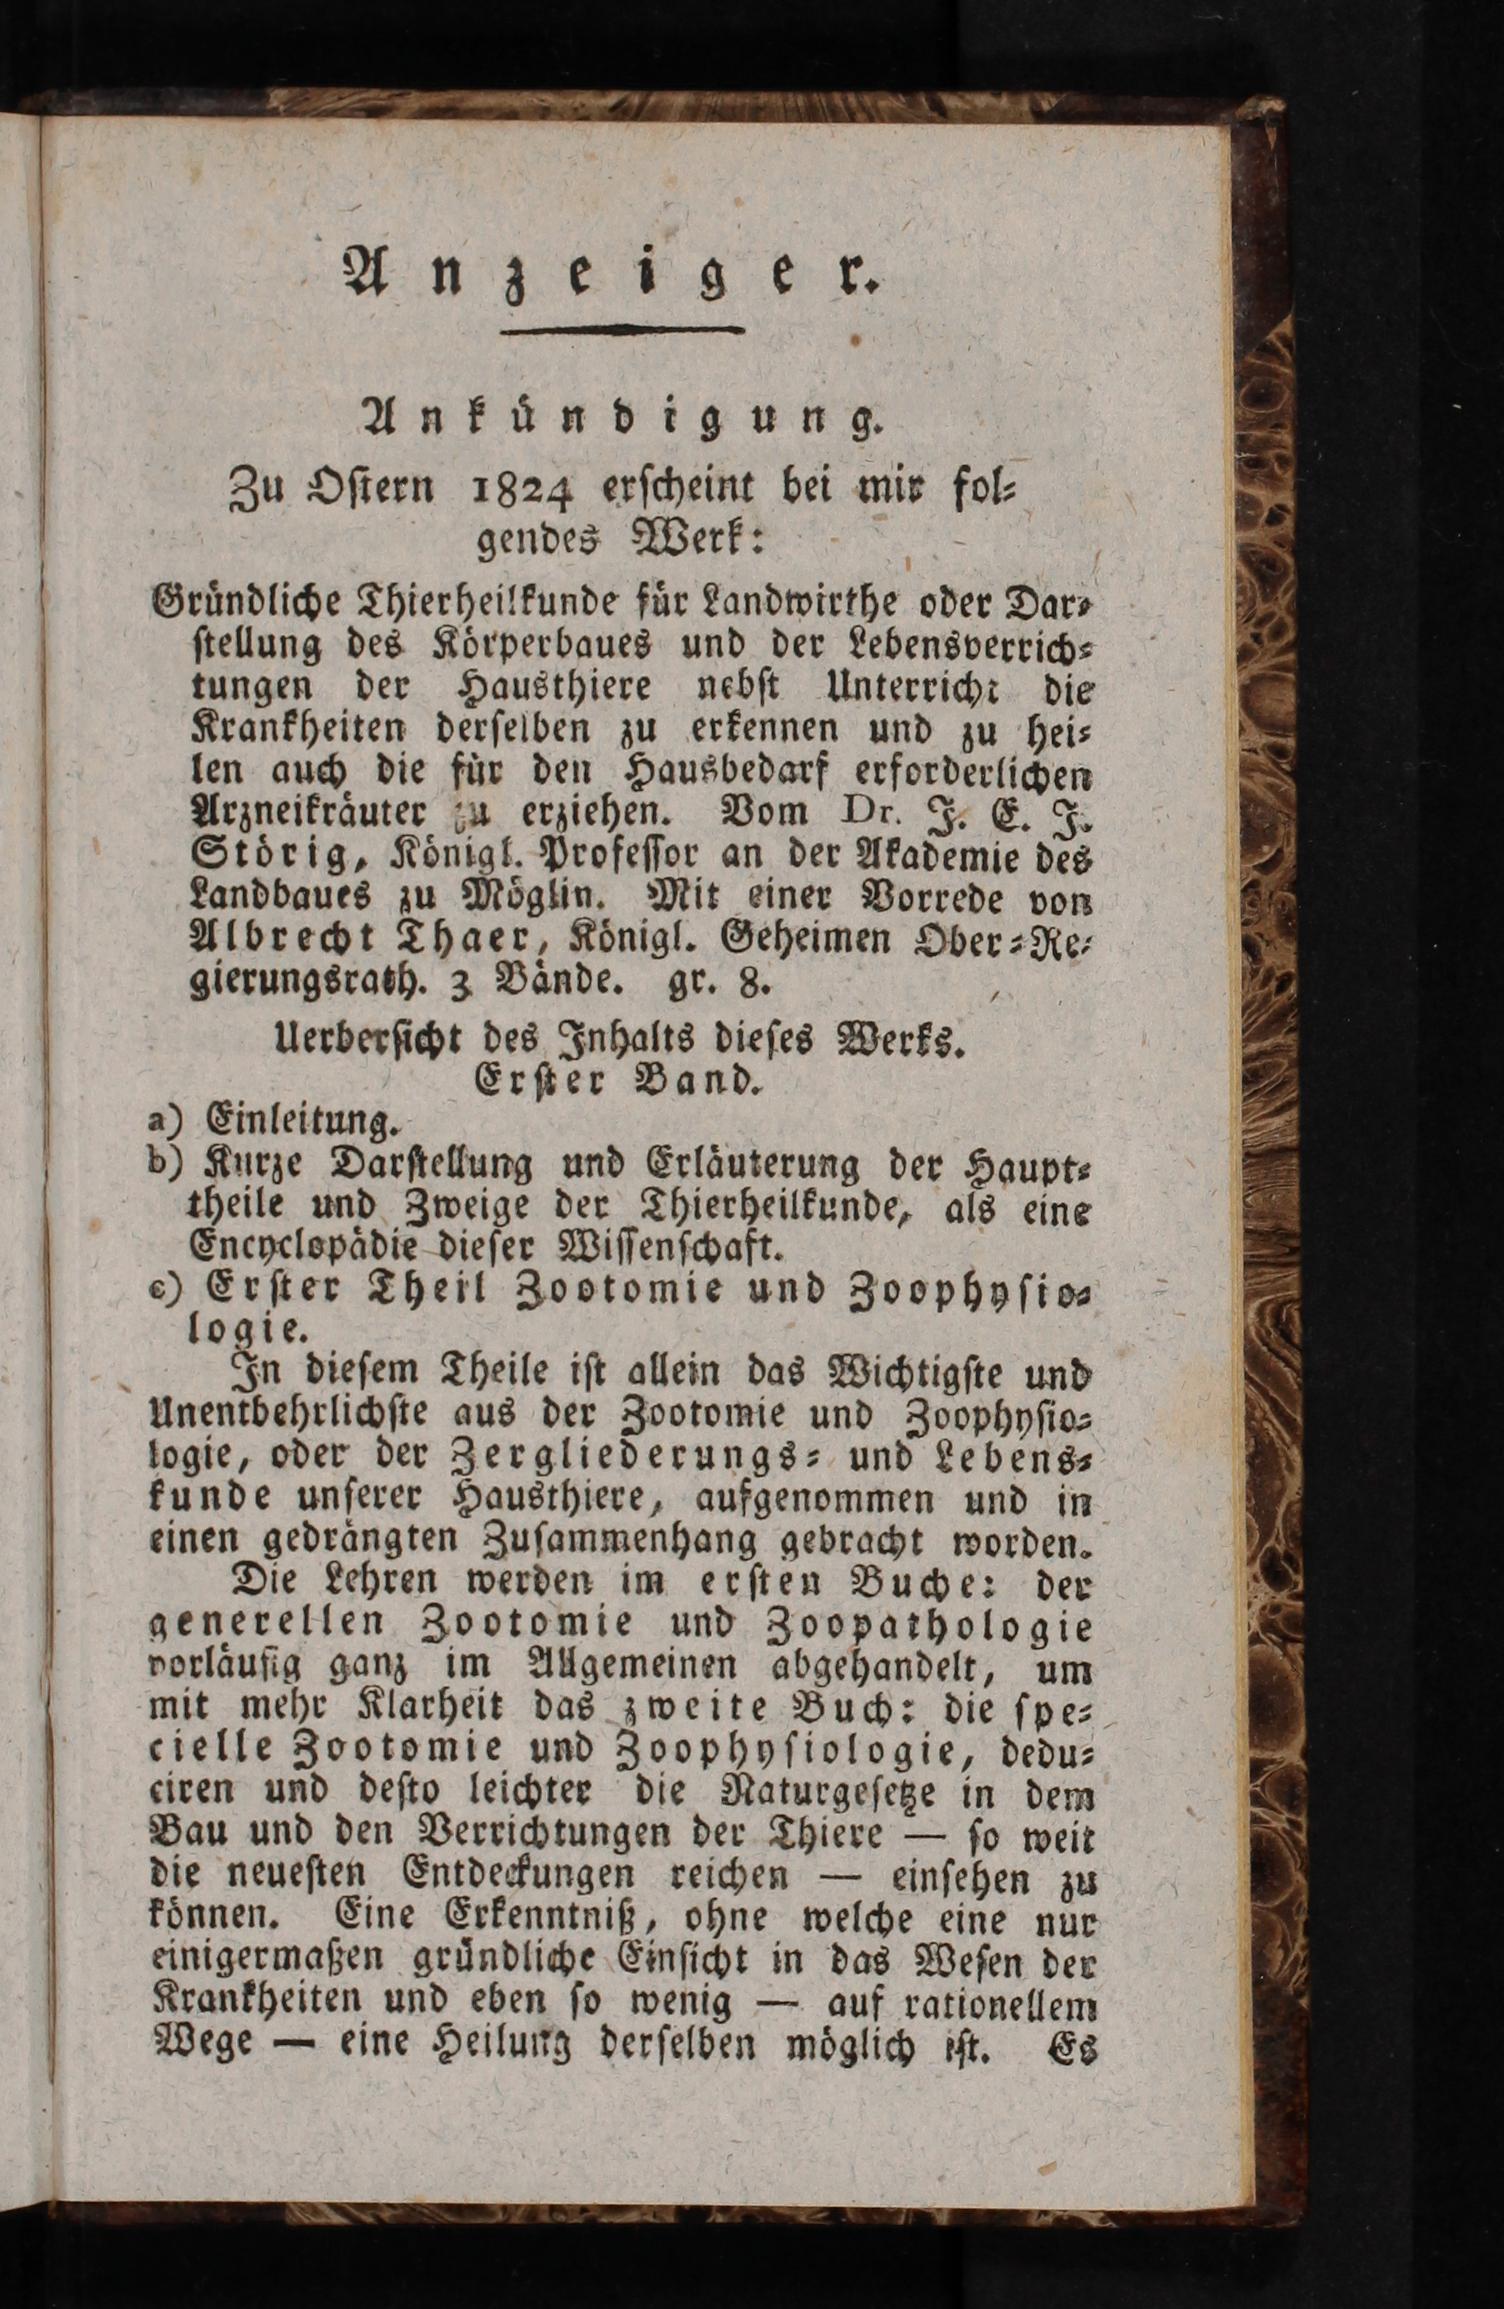 Anzeiger.
Ankündigung.
Zu Oſtern 1824 erſcheint bei mir fol⸗
gendes Werk:
Gründliche Thierheilkunde für Landwirthe oder Dar⸗
ſtellung des Körperbaues und der Lebensverrich⸗
tungen der Hausthiere nebſt Unterricht die
Krankheiten derſelben zu erkennen und zu hei⸗
len auch die für den Hausbedarf erforderlichen
Arzneikräuter zu erziehen. Vom Dr. J. E. J.
Störig, Königl. Profeſſor an der Akademie des
Landbaues zu Möglin. Mit einer Vorrede von
Albrecht Thaer, Königl. Geheimen Ober⸗Re⸗
gierungsrath. 3 Bände. gr. 8.
Uerberſicht des Inhalts dieſes Werks.
Erſter Band.
a) Einleitung.
b) Kurze Darſtellung und Erläuterung der Haupt⸗
theile und Zweige der Thierheilkunde, als eine
Encyclopädie dieſer Wiſſenſchaft.
c) Erſter Theil Zootomie und Zoophyſio⸗
logie.
In dieſem Theile iſt allein das Wichtigſte und
Unentbehrlichſte aus der Zootomie und Zoophyſio⸗
logie, oder der Zergliederungs⸗ und Lebens⸗
kunde unſerer Hausthiere, aufgenommen und in
einen gedrängten Zuſammenhang gebracht worden.
Die Lehren werden im erſten Buche: der
generellen Zootomie und Zoopathologie
vorläufig ganz im Allgemeinen abgehandelt, um
mit mehr Klarheit das zweite Buch: die ſpe⸗
cielle Zootomie und Zoophyſiologie, dedu⸗
ciren und deſto leichter die Naturgeſetze in dem
Bau und den Verrichtungen der Thiere — ſo weit
die neueſten Entdeckungen reichen — einſehen zu
können. Eine Erkenntniß, ohne welche eine nur
einigermaßen gründliche Einſicht in das Weſen der
Krankheiten und eben ſo wenig — auf rationellem
Wege — eine Heilung derſelben möglich iſt. Es